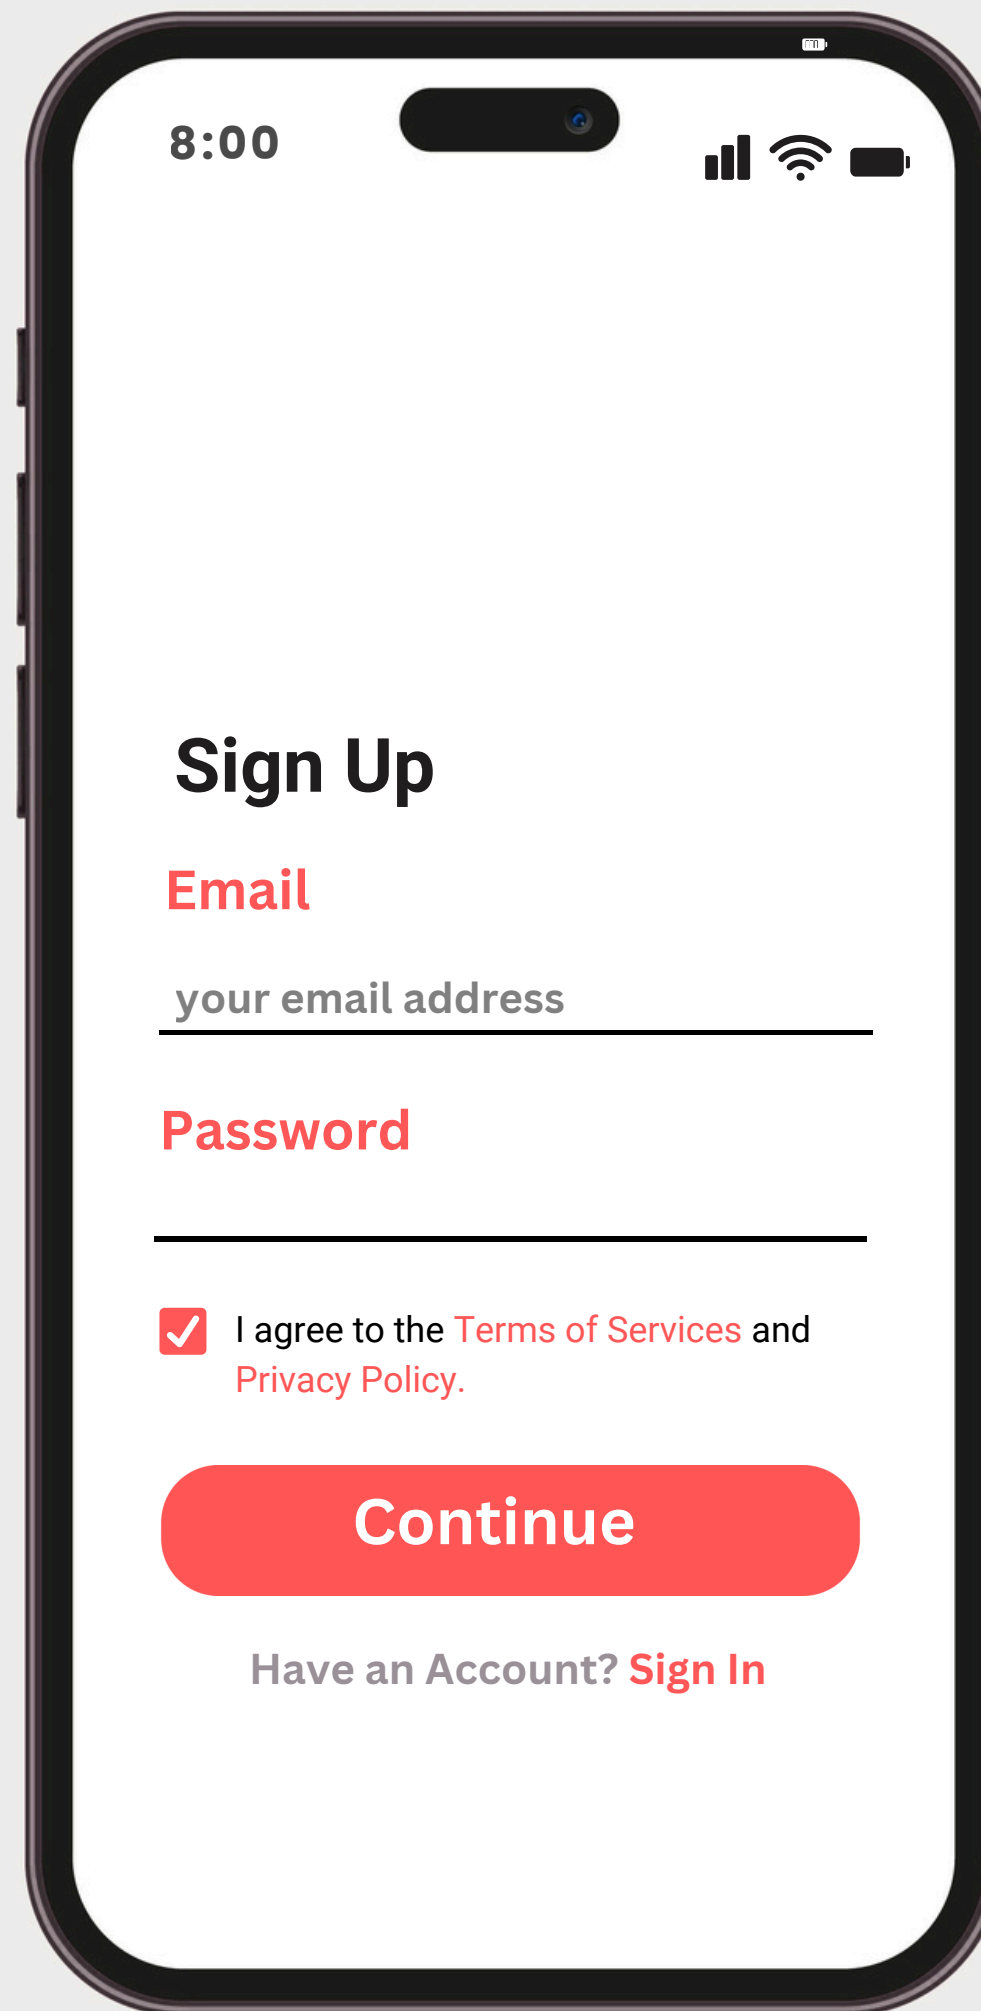 8:00
Sign Up
Email
your email address
Password
I agree to the Terms of Services and
Privacy Policy.
Continue
Have an Account? Sign In